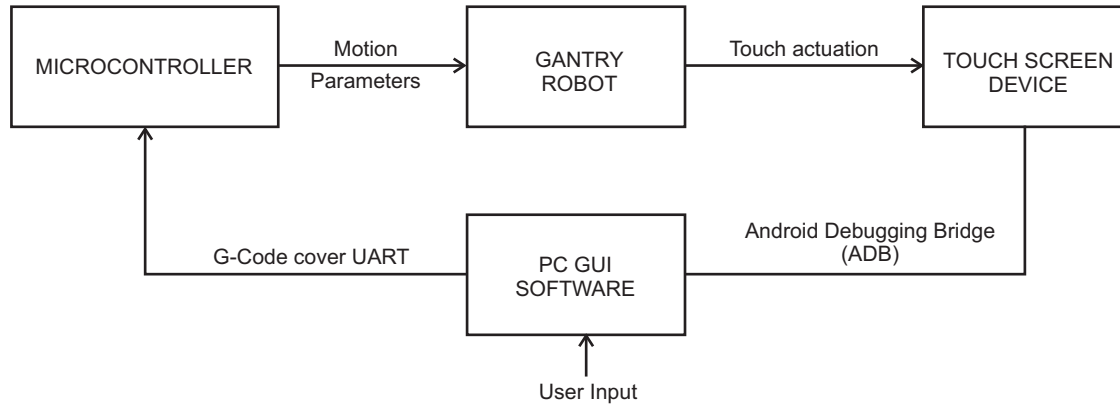 MICROCONTROLLER
Motion
Parameters
GANTRY
ROBOT
Touch actuation
TOUCH SCREEN
DEVICE
G-Code cover UART
PC GUI
SOFTWARE
Android Debugging Bridge
(ADB)
User Input